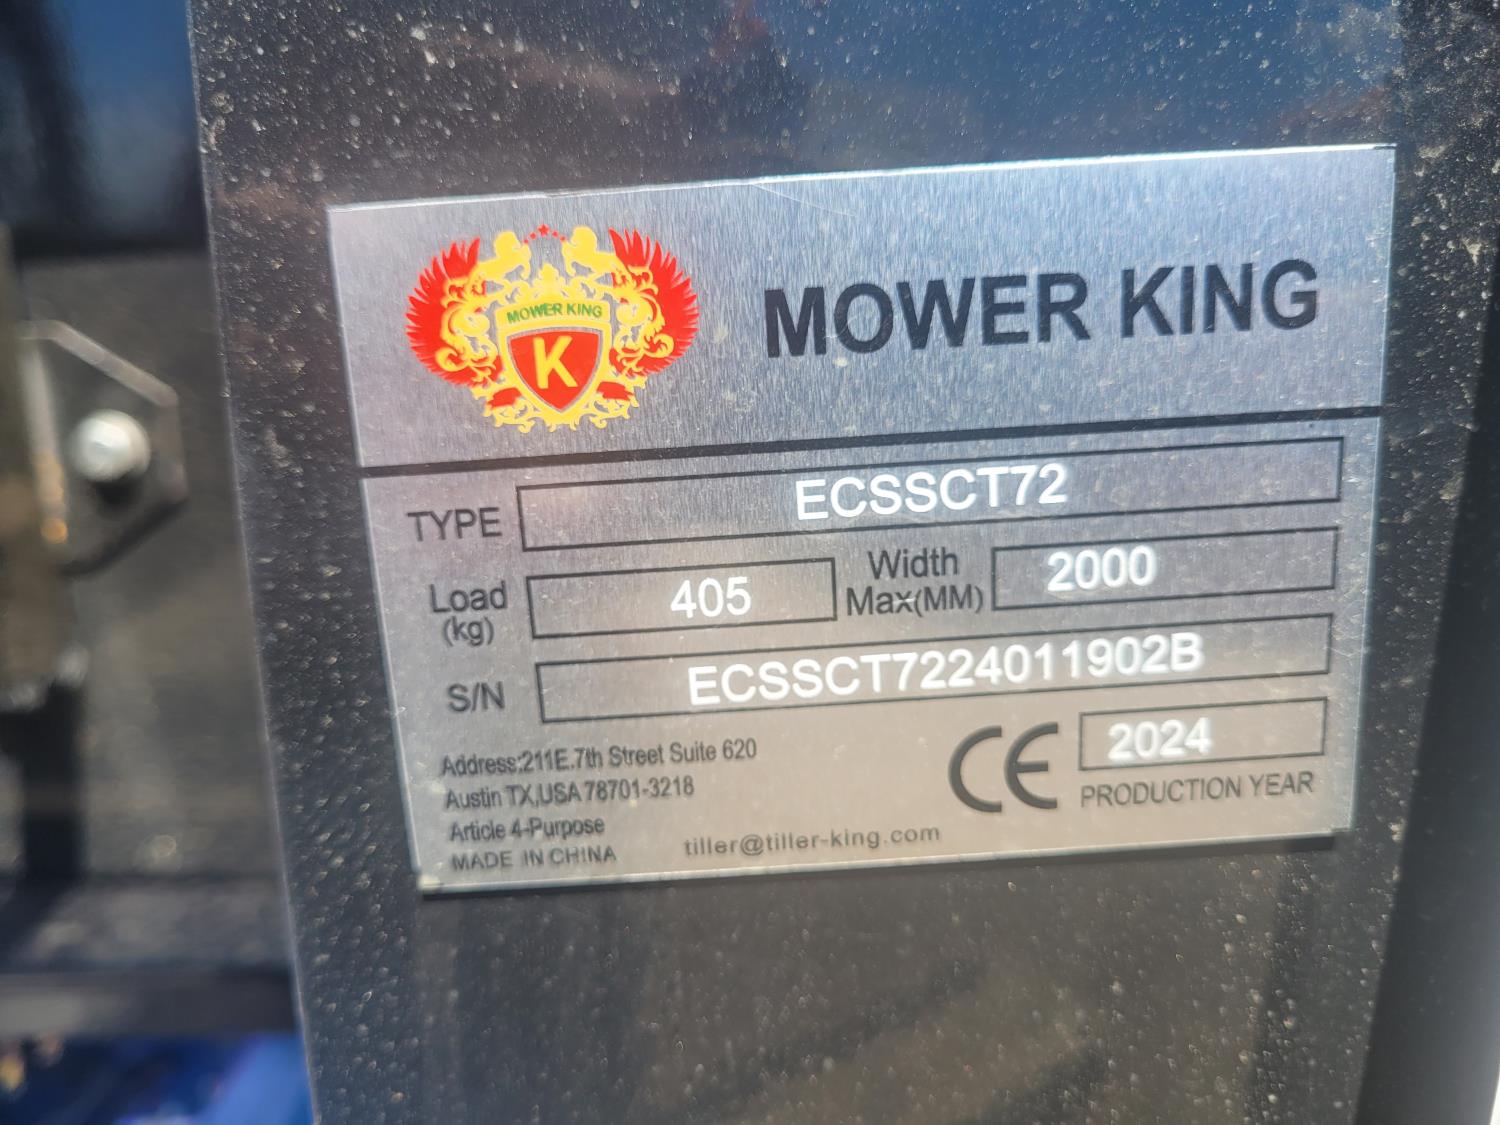 MOWER KING
MOWER KING
K
TYPE ECSSCT72
Load (kg) 405 Width Max(MM) 2000
S/N ECSSCT7224011902B
Address:211E.7th Street Suite 620
Austin TX,USA 78701-3218
Article 4-Purpose
MADE IN CHINA
tiller@tiller-king.com
CE 2024
PRODUCTION YEAR